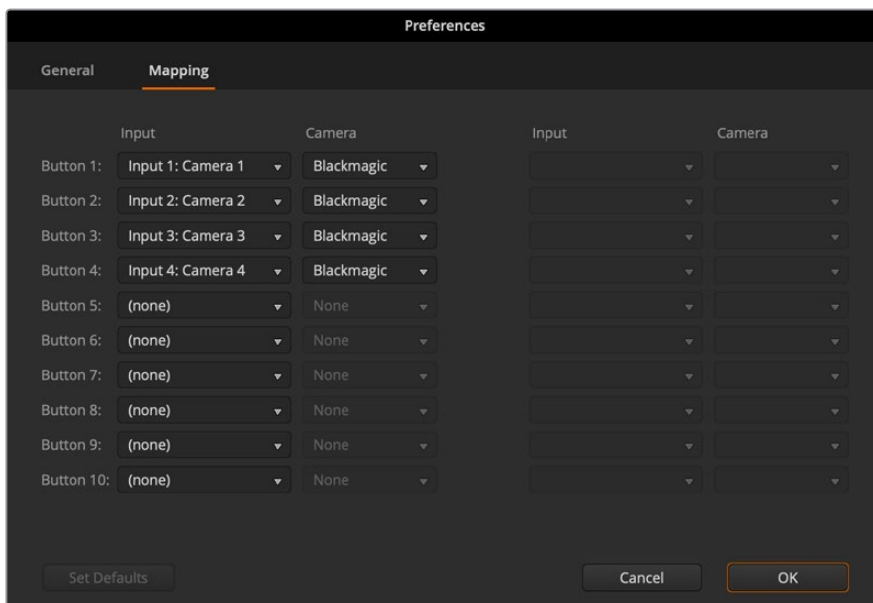 Preferences
General Mapping
Input Camera Input Camera
Button 1: Input 1: Camera 1 Blackmagic
Button 2: Input 2: Camera 2 Blackmagic
Button 3: Input 3: Camera 3 Blackmagic
Button 4: Input 4: Camera 4 Blackmagic
Button 5: (none) None
Button 6: (none) None
Button 7: (none) None
Button 8: (none) None
Button 9: (none) None
Button 10: (none) None
Set Defaults Cancel OK